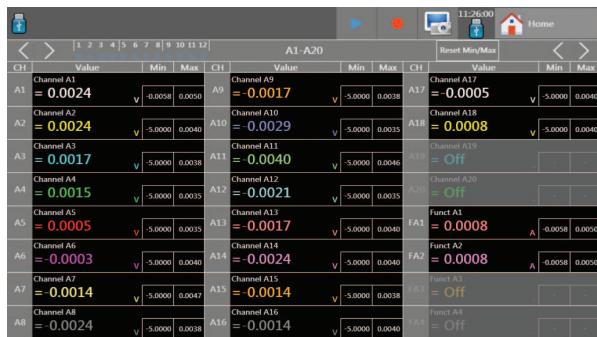 11:26:00
Home
1 2 3 4 5 6 7 8 9 10 11 12
A1-A20
Reset Min/Max
CH Value Min Max CH Value Min Max CH Value Min Max
Channel A1 Channel A9 Channel A17
A1 = 0.0024 V -0.0058 0.0050 A9 =-0.0017 V -5.0000 0.0038 A17 =-0.0005 V -5.0000 0.0040
Channel A2 Channel A10 Channel A18
A2 = 0.0024 V -5.0000 0.0040 A10 =-0.0029 V -5.0000 0.0035 A18 = 0.0008 V -5.0000 0.0040
Channel A3 Channel A11 Channel A19
A3 = 0.0017 V -5.0000 0.0038 A11 =-0.0040 V -5.0000 0.0046 A19 = Off - -
Channel A4 Channel A12 Channel A20
A4 = 0.0015 V -5.0000 0.0035 A12 =-0.0021 V -5.0000 0.0035 A20 = Off - -
Channel A5 Channel A13 Funct A1
A5 = 0.0005 V -5.0000 0.0035 A13 =-0.0017 V -5.0000 0.0040 FA1 = 0.0008 A -0.0058 0.0050
Channel A6 Channel A14 Funct A2
A6 =-0.0003 V -5.0000 0.0040 A14 =-0.0024 V -5.0000 0.0040 FA2 = 0.0008 A -0.0058 0.0050
Channel A7 Channel A15 Funct A3
A7 =-0.0014 V -5.0000 0.0047 A15 =-0.0014 V -5.0000 0.0038 FA3 = Off - -
Channel A8 Channel A16 Funct A4
A8 =-0.0024 V -5.0000 0.0038 A16 =-0.0014 V -5.0000 0.0040 FA4 = Off - -